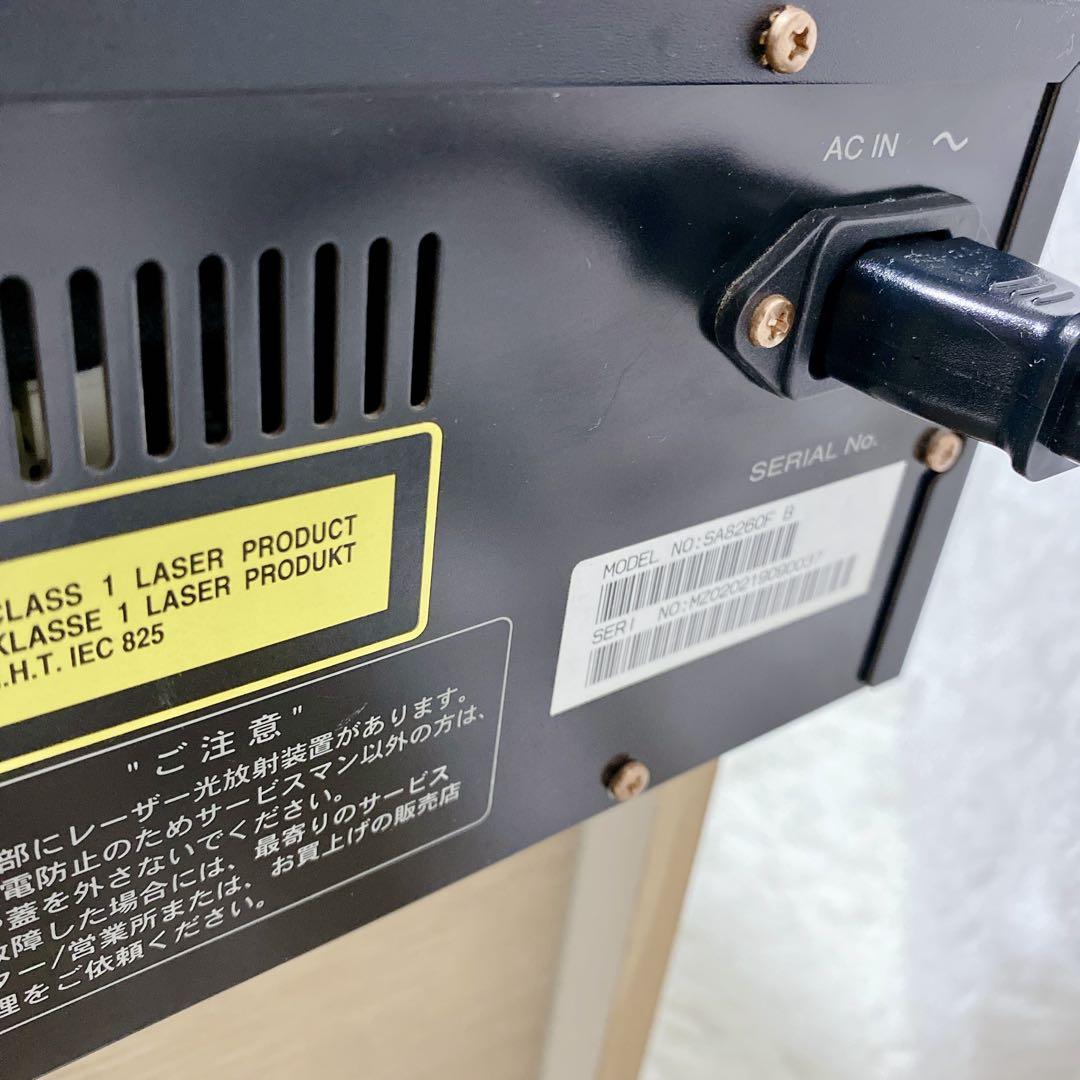 AC IN ~
SERIAL No.
MODEL NO:SA8260F B
SERI NO:MZ020219090037
CLASS 1 LASER PRODUCT
KLASSE 1 LASER PRODUKT
.H.T. IEC 825
"ご注意"
部にレーザー光放射装置があります。
電防止のためサービスマン以外の方は、
蓋を外さないでください。
故障した場合には、最寄りのサービス
ター/営業所または、お買上げの販売店
理をご依頼ください。